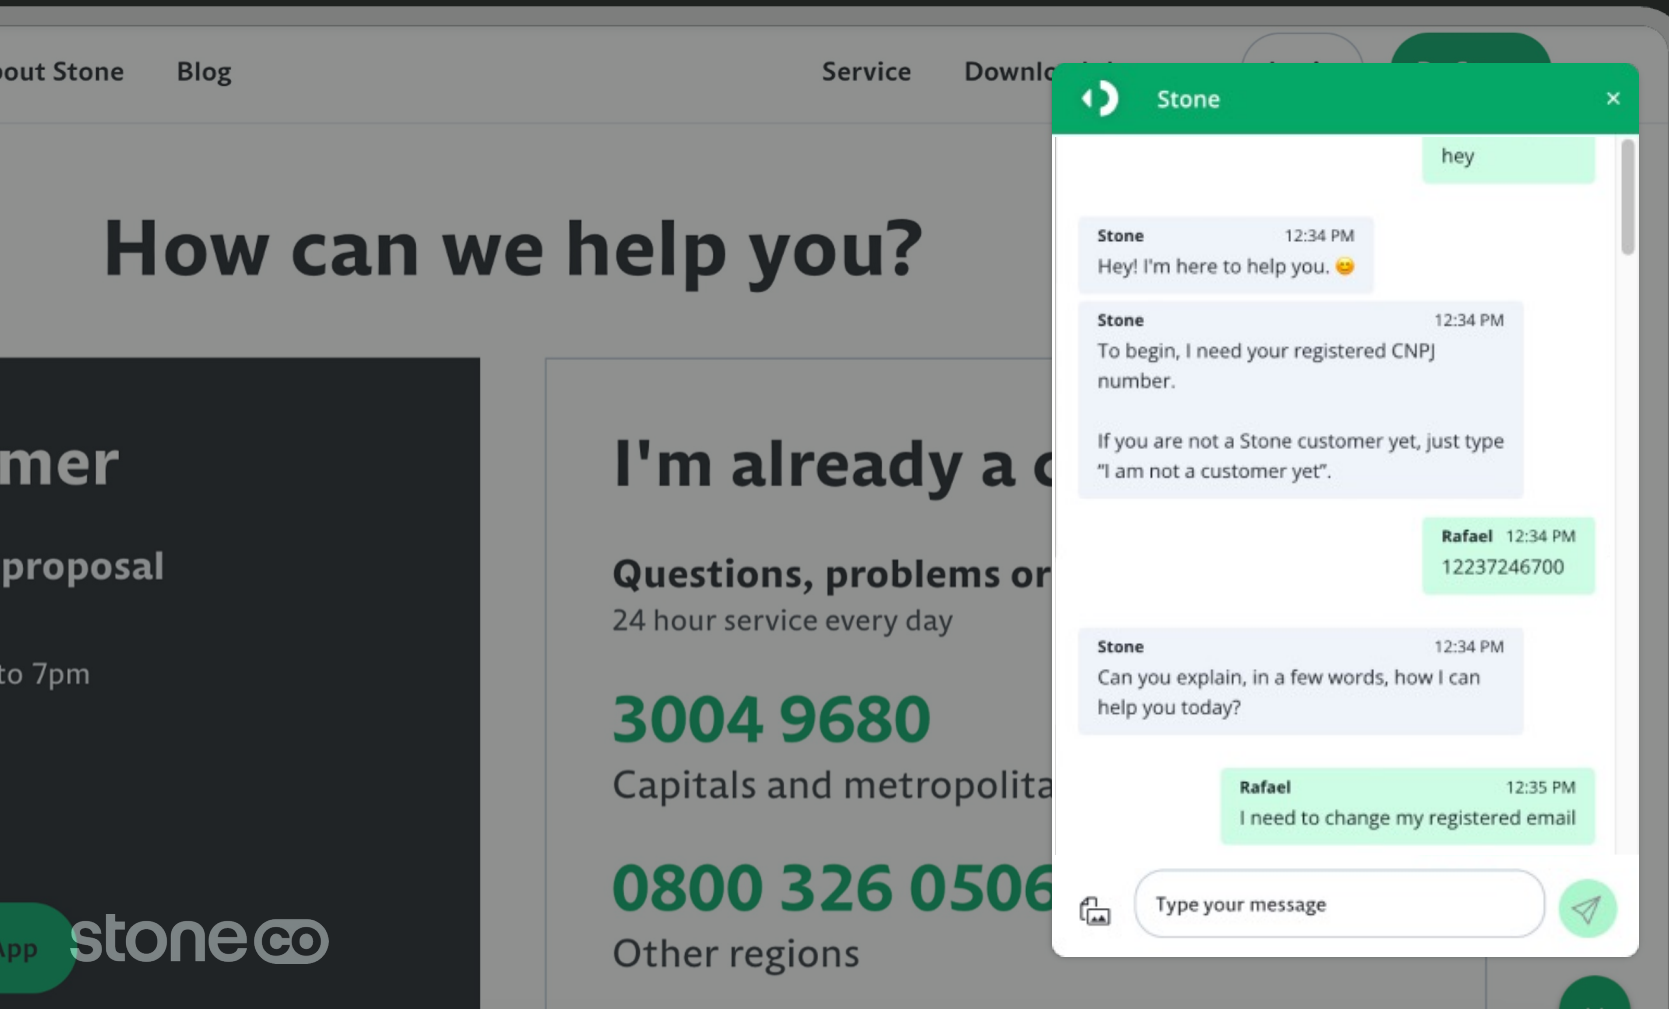 out Stone
Blog
Service
How can we help you?
mer
proposal
to 7pm
App
stoneco
I'm already a
Questions, problems or
24 hour service every day
3004 9680
Capitals and metropolita
0800 326 0506
Other regions
Stone
hey
Stone 12:34 PM
Hey! I'm here to help you. 😊
Stone 12:34 PM
To begin, I need your registered CNPJ
number.
If you are not a Stone customer yet, just type
“I am not a customer yet”.
Rafael 12:34 PM
12237246700
Stone 12:34 PM
Can you explain, in a few words, how I can
help you today?
Rafael 12:35 PM
I need to change my registered email
Type your message